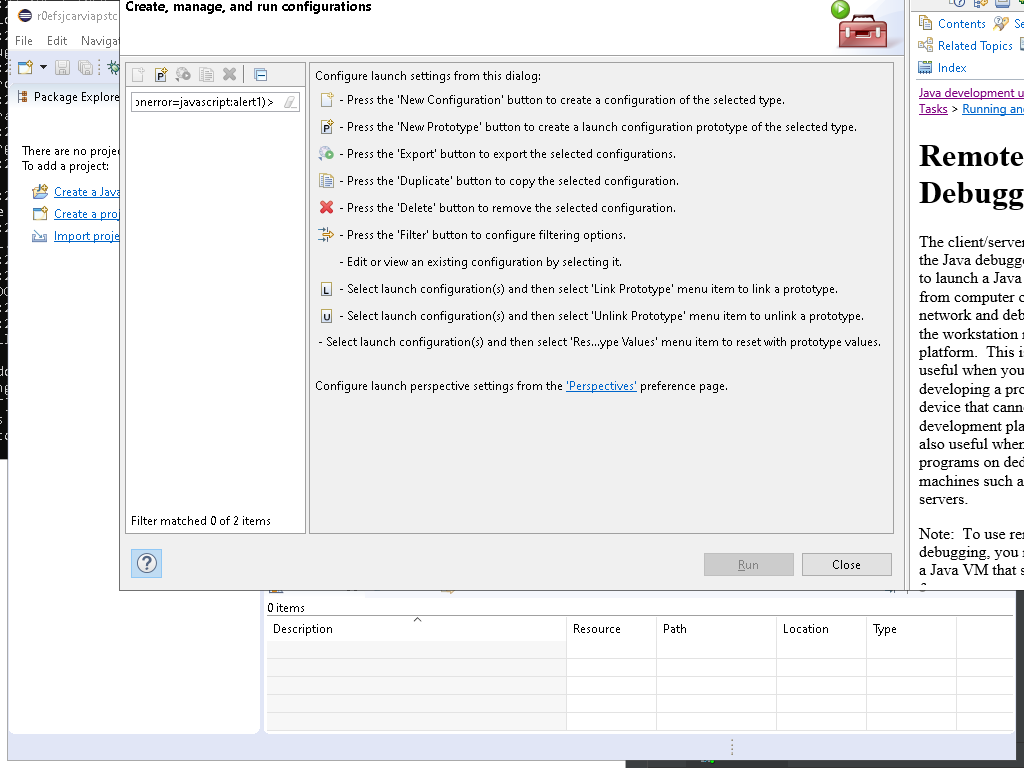 Create, manage, and run configurations
r0efsjcarviapstc
File Edit Naviga
Package Explore
There are no proje
To add a project:
Create a Java
Create a proj
Import proje
onerror=javascript:alert1)>
Filter matched 0 of 2 items
Configure launch settings from this dialog:
- Press the 'New Configuration' button to create a configuration of the selected type.
P - Press the 'New Prototype' button to create a launch configuration prototype of the selected type.
- Press the 'Export' button to export the selected configurations.
- Press the 'Duplicate' button to copy the selected configuration.
- Press the 'Delete' button to remove the selected configuration.
- Press the 'Filter' button to configure filtering options.
- Edit or view an existing configuration by selecting it.
L - Select launch configuration(s) and then select 'Link Prototype' menu item to link a prototype.
U - Select launch configuration(s) and then select 'Unlink Prototype' menu item to unlink a prototype.
- Select launch configuration(s) and then select 'Res...ype Values' menu item to reset with prototype values.
Configure launch perspective settings from the 'Perspectives' preference page.
?
Run Close
Contents Se
Related Topics
Index
Java development u
Tasks > Running and
Remote
Debugg
The client/server
the Java debugge
to launch a Java
from computer o
network and deb
the workstation r
platform. This is
useful when you
developing a pro
device that cann
development pla
also useful when
programs on ded
machines such a
servers.
Note: To use re
debugging, you
a Java VM that s
0 items
Description Resource Path Location Type